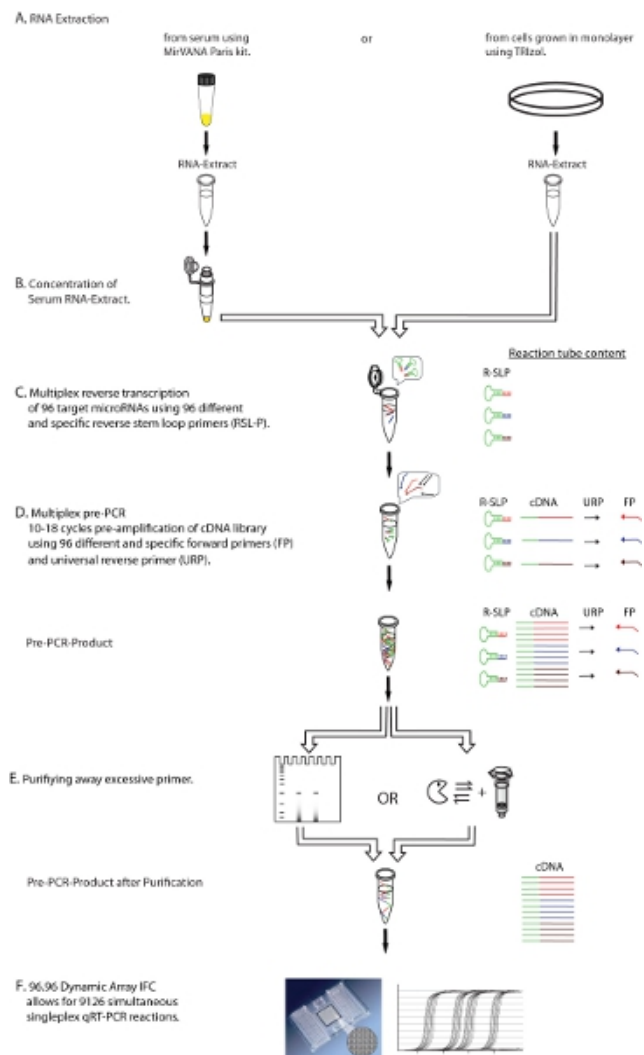 A. RNA Extraction
from serum using
MirVANA Paris kit.
or
from cells grown in monolayer
using TRIzol.
RNA-Extract
RNA-Extract
B. Concentration of
Serum RNA-Extract.
Reaction tube content
R-SLP
C. Multiplex reverse transcription
of 96 target microRNAs using 96 different
and specific reverse stem loop primers (RSL-P).
D. Multiplex pre-PCR
10-18 cycles pre-amplification of cDNA library
using 96 different and specific forward primers (FP)
and universal reverse primer (URP).
R-SLP cDNA URP FP
Pre-PCR-Product
R-SLP cDNA URP FP
E. Purifiying away excessive primer.
OR
+
Pre-PCR-Product after Purification
cDNA
F. 96.96 Dynamic Array IFC
allows for 9126 simultaneous
singleplex qRT-PCR reactions.